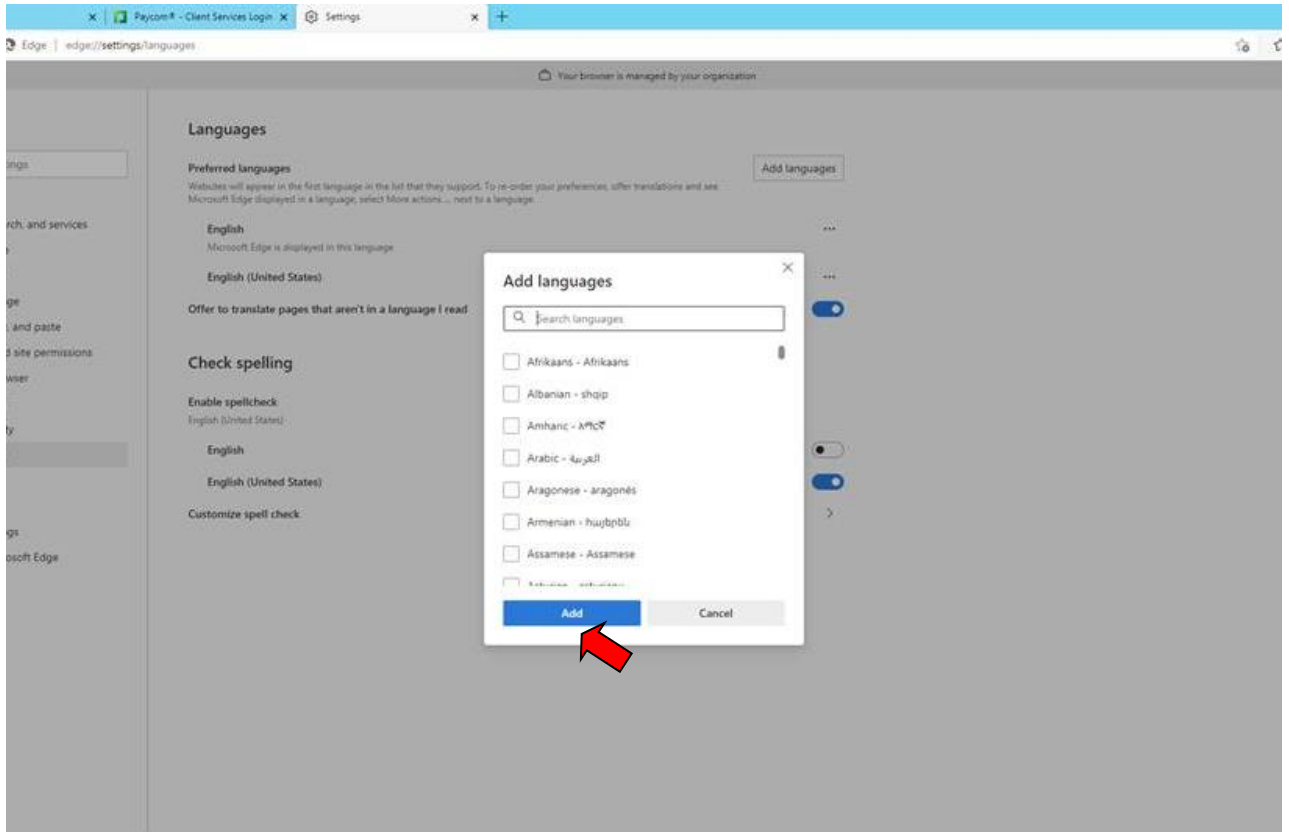 Paycom® - Client Services Login
Settings
Edge | edge://settings/languages
Your browser is managed by your organization
Languages
ings
Preferred languages
Add languages
Websites will appear in the first language in the list that they support. To re-order your preferences, offer translations and see
Microsoft Edge displayed in a language, select More actions... next to a language.
rch, and services
English
Microsoft Edge is displayed in this language
English (United States)
Add languages
ge
Offer to translate pages that aren't in a language I read
Search languages
, and paste
d site permissions
Check spelling
Afrikaans - Afrikaans
wser
Albanian - shqip
Enable spellcheck
English (United States)
ty
Amharic - አማርኛ
English
Arabic - العربية
English (United States)
Aragonese - aragonés
Customize spell check
Armenian - հայերեն
gs
osoft Edge
Assamese - Assamese
Add
Cancel